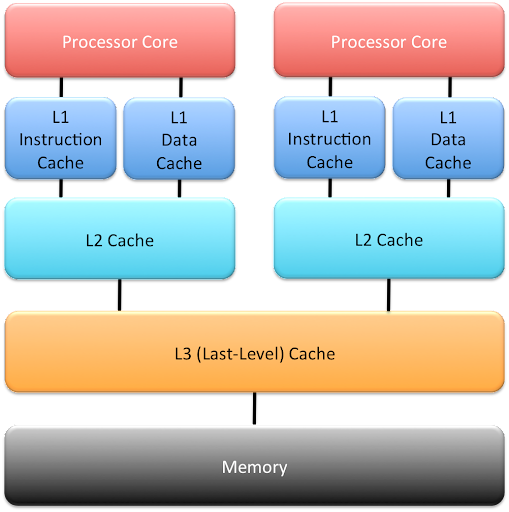 Processor Core
Processor Core
L1
Instruction
Cache
L1
Data
Cache
L1
Instruction
Cache
L1
Data
Cache
L2 Cache
L2 Cache
L3 (Last-Level) Cache
Memory